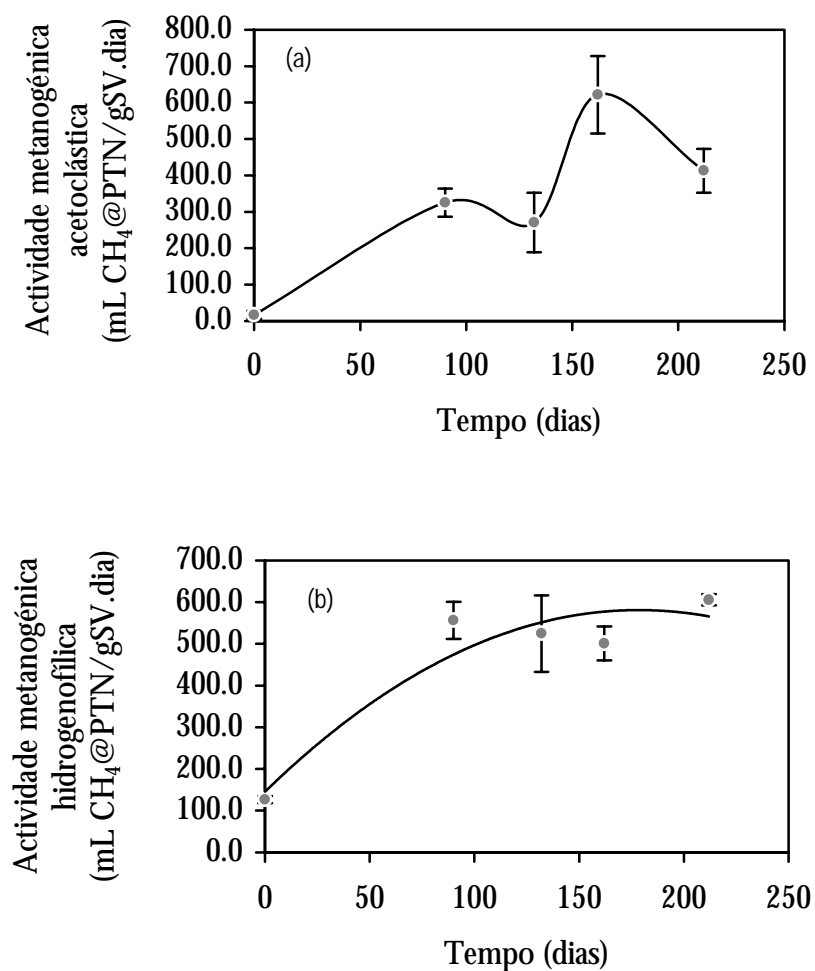 Actividade metanogénica
acetoclástica
(mL CH₄@PTN/gSV.dia)
(a)
800.0
700.0
600.0
500.0
400.0
300.0
200.0
100.0
0.0
0 50 100 150 200 250
Tempo (dias)
Actividade metanogénica
hidrogenofílica
(mL CH₄@PTN/gSV.dia)
(b)
700.0
600.0
500.0
400.0
300.0
200.0
100.0
0.0
0 50 100 150 200 250
Tempo (dias)